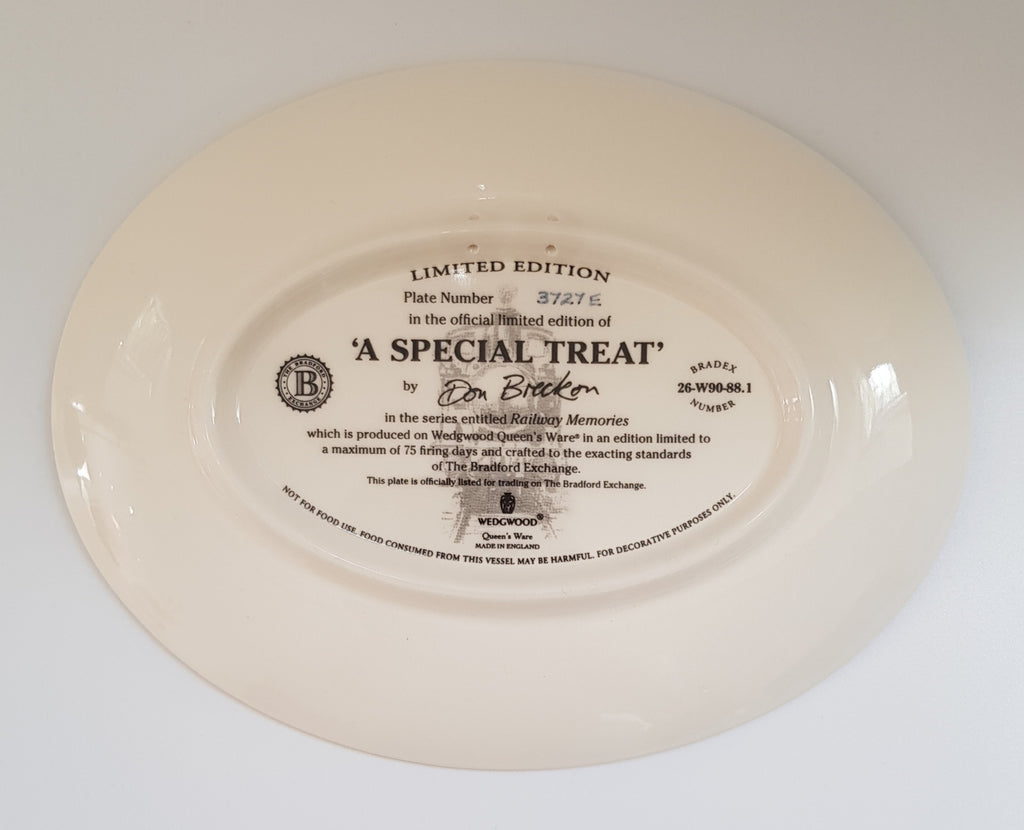 LIMITED EDITION
Plate Number 3727E
in the official limited edition of
‘A SPECIAL TREAT’
by Don Breckon
in the series entitled Railway Memories
which is produced on Wedgwood Queen's Ware® in an edition limited to
a maximum of 75 firing days and crafted to the exacting standards
of The Bradford Exchange.
This plate is officially listed for trading on The Bradford Exchange.
THE BRADFORD
B
EXCHANGE
BRADEX
26-W90-88.1
NUMBER
WEDGWOOD®
Queen's Ware
MADE IN ENGLAND
NOT FOR FOOD USE. FOOD CONSUMED FROM THIS VESSEL MAY BE HARMFUL. FOR DECORATIVE PURPOSES ONLY.